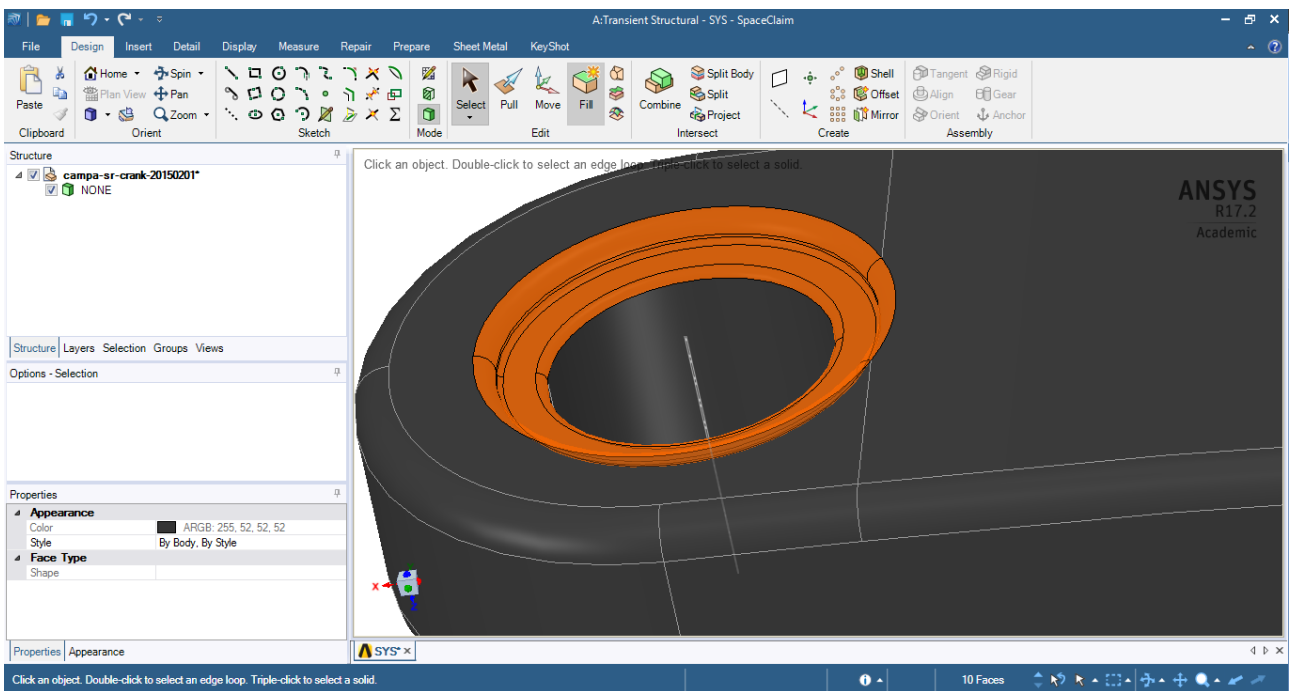 A:Transient Structural - SYS - SpaceClaim
File Design Insert Detail Display Measure Repair Prepare Sheet Metal KeyShot
Home Spin Split Body Shell Tangent Rigid
Paste Plan View Pan Select Pull Move Fill Combine Split Offset Align Gear
Zoom Project Mirror Orient Anchor
Clipboard Orient Sketch Mode Edit Intersect Create Assembly
Structure
campa-sr-crank-20150201*
NONE
Structure Layers Selection Groups Views
Options - Selection
Properties
Appearance
Color ARGB: 255, 52, 52, 52
Style By Body, By Style
Face Type
Shape
Properties Appearance
Click an object. Double-click to select an edge loop. Triple-click to select a solid.
ANSYS
R17.2
Academic
X
Z
SYS*
Click an object. Double-click to select an edge loop. Triple-click to select a solid. 10 Faces